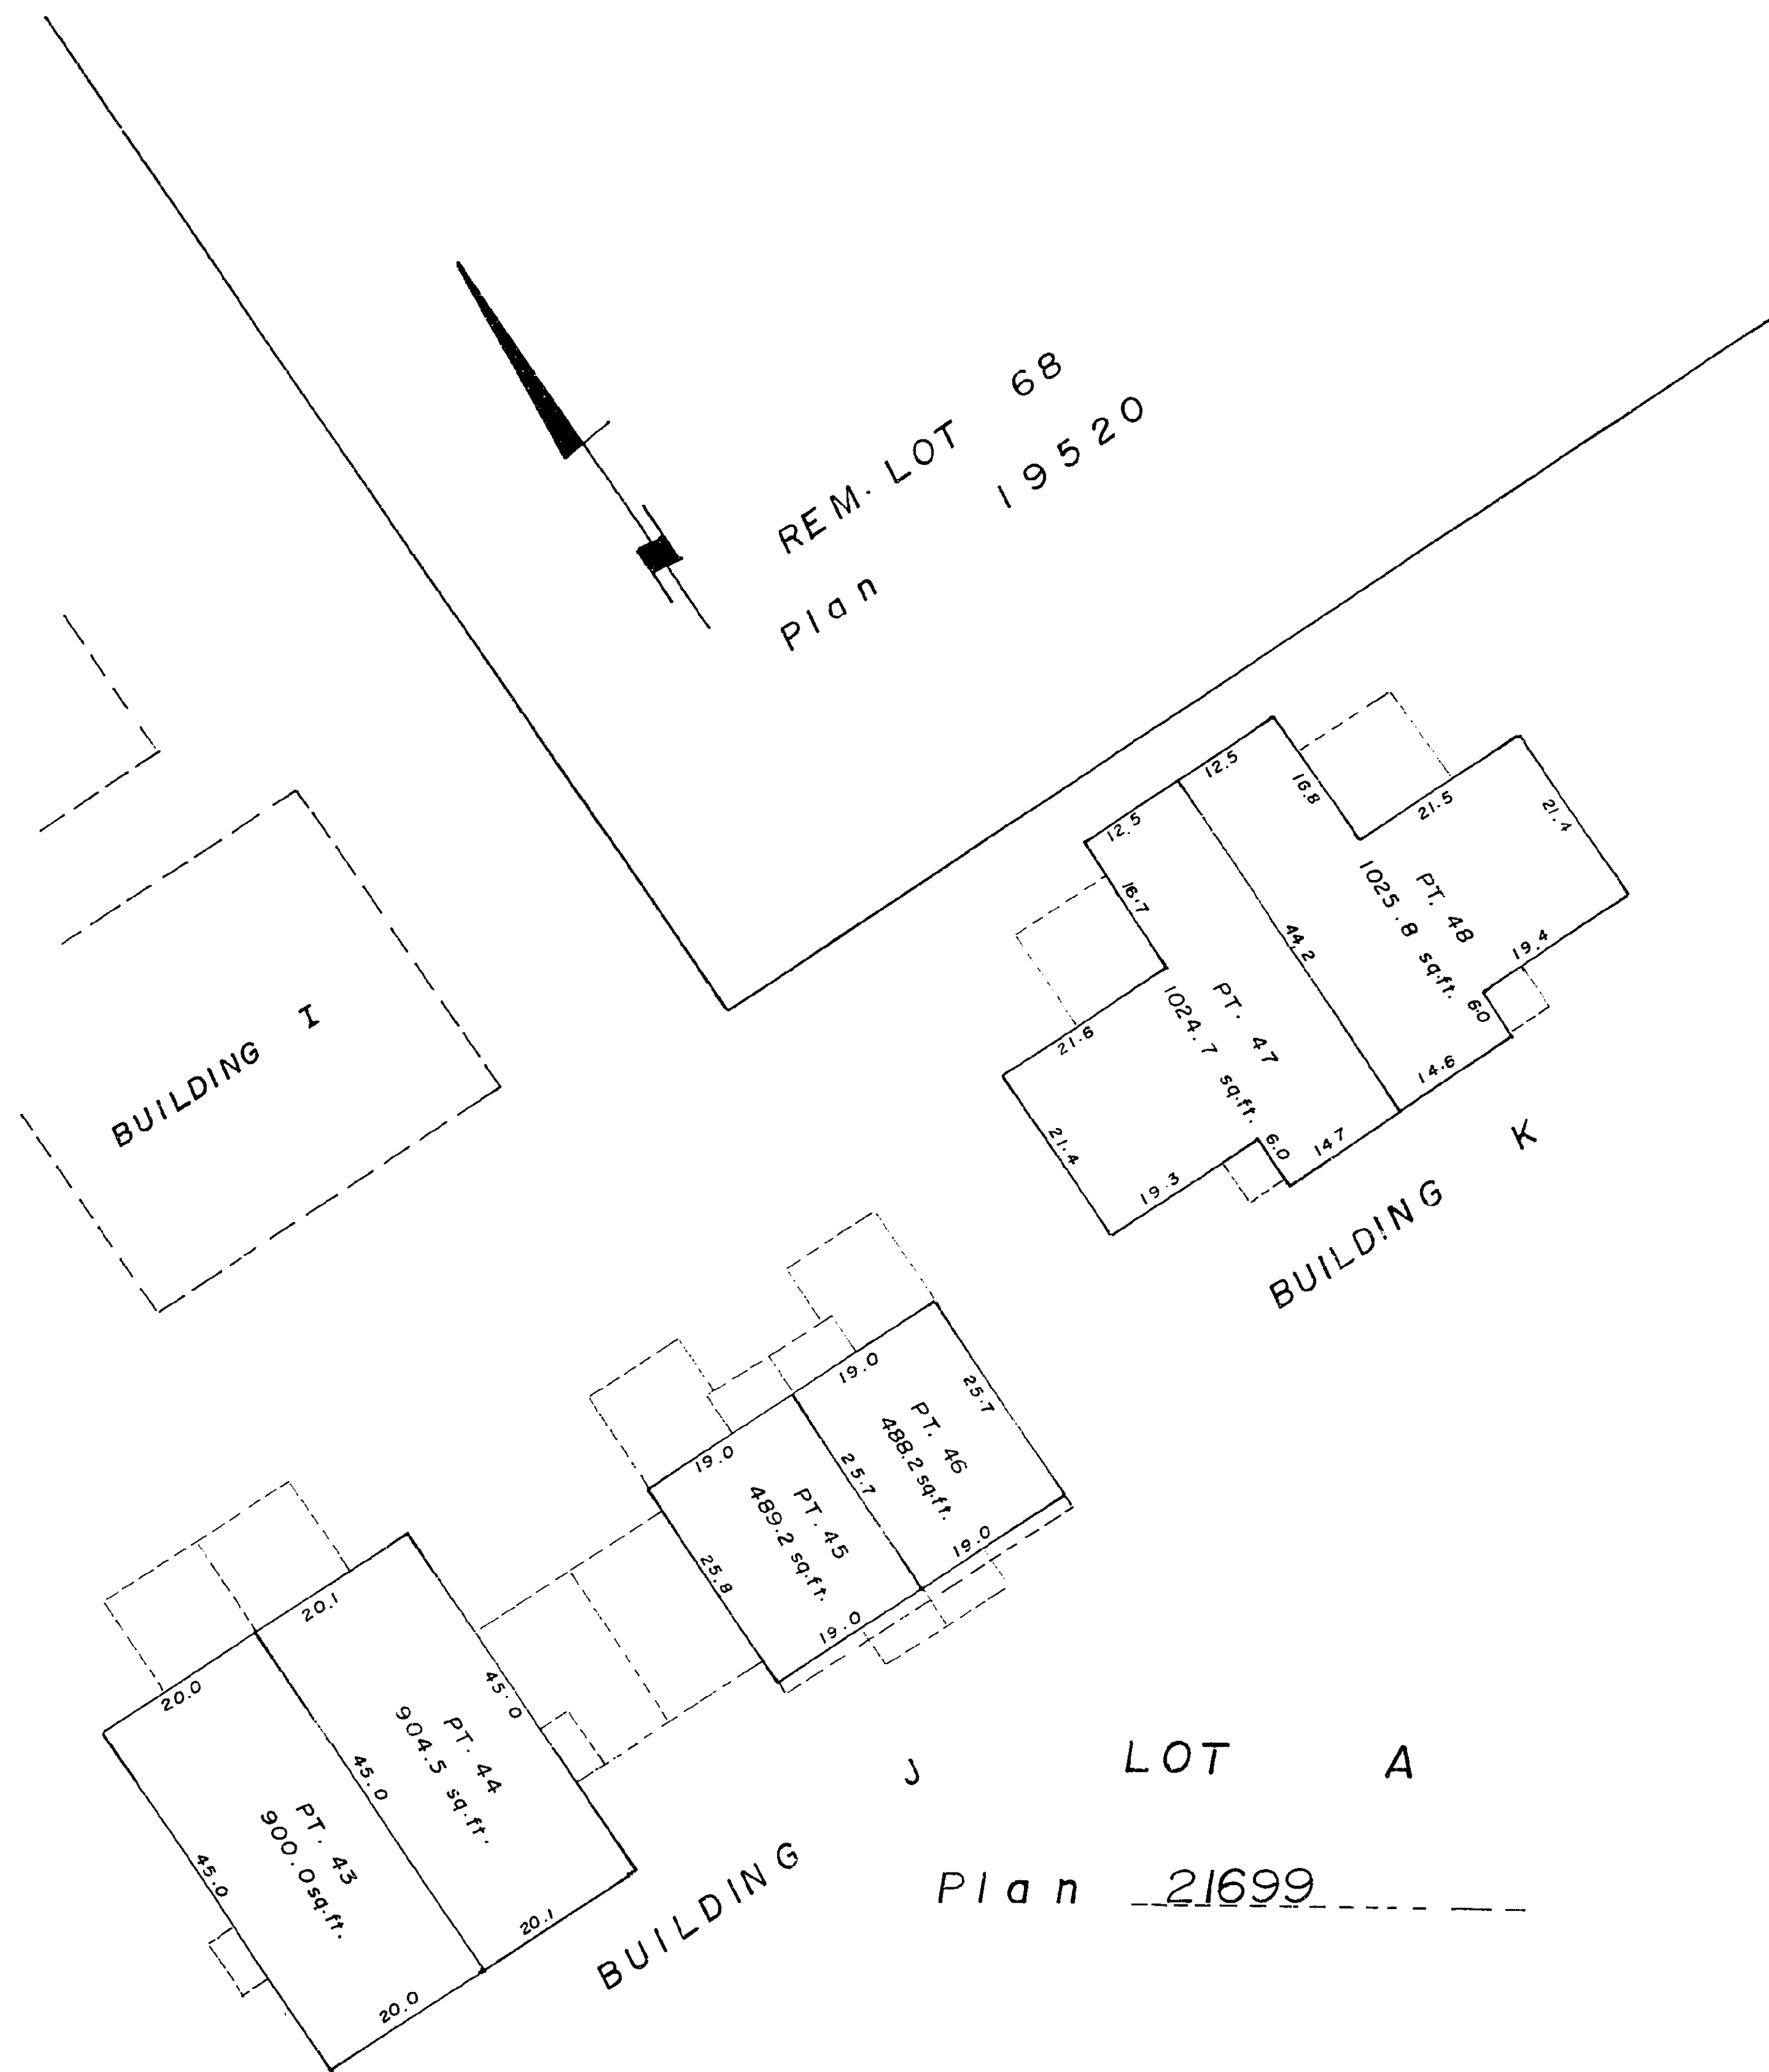 REM. LOT 68
Plan 19520
BUILDING I
12.5
16.8
21.5
21.4
PT. 48
1025.8 sq.ft.
19.4
6.0
14.6
44.2
12.5
16.7
21.6
PT. 47
1024.7 sq.ft.
21.4
19.3
6.0
14.7
BUILDING K
19.0
25.7
PT. 46
488.2 sq.ft.
19.0
25.7
19.0
PT. 45
489.2 sq.ft.
25.8
19.0
20.1
45.0
PT. 44
904.5 sq.ft.
20.1
45.0
20.0
PT. 43
900.0 sq.ft.
45.0
20.0
BUILDING J
LOT A
Plan 21699